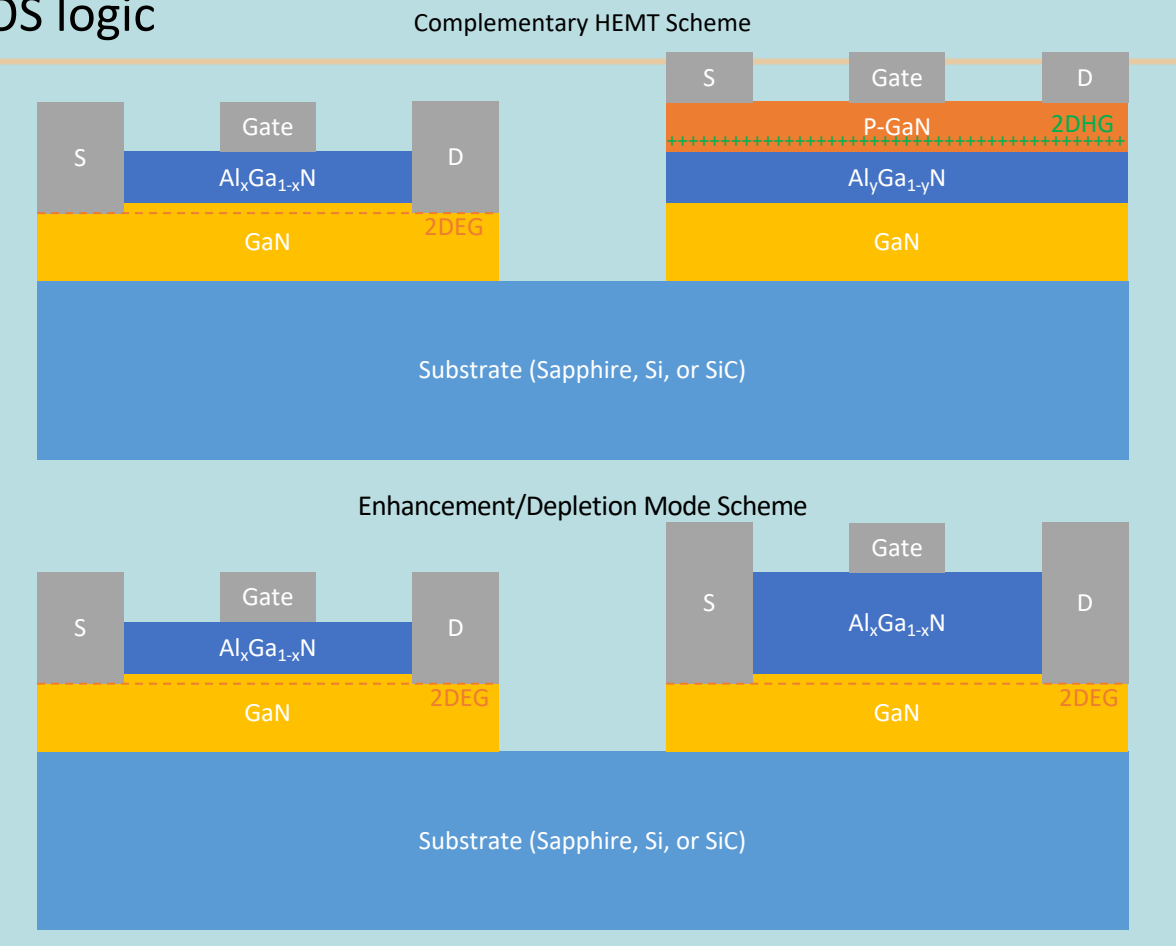 OS logic
Complementary HEMT Scheme
S
Gate
D
AlxGa1-xN
2DEG
GaN
S
Gate
D
P-GaN
2DHG
++++++++++++++++++++++++++++++++++++++++++++++++
AlyGa1-yN
GaN
Substrate (Sapphire, Si, or SiC)
Enhancement/Depletion Mode Scheme
S
Gate
D
AlxGa1-xN
2DEG
GaN
S
Gate
D
AlxGa1-xN
2DEG
GaN
Substrate (Sapphire, Si, or SiC)